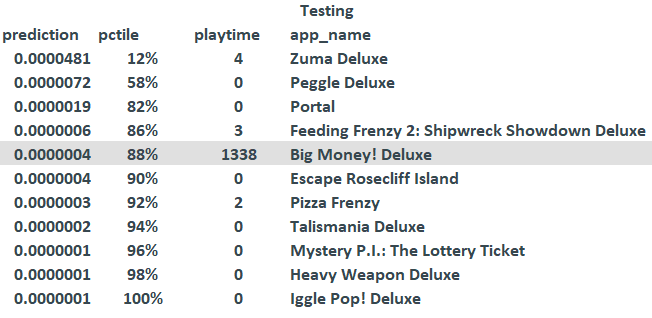 Testing
prediction pctile playtime app_name
0.0000481 12% 4 Zuma Deluxe
0.0000072 58% 0 Peggle Deluxe
0.0000019 82% 0 Portal
0.0000006 86% 3 Feeding Frenzy 2: Shipwreck Showdown Deluxe
0.0000004 88% 1338 Big Money! Deluxe
0.0000004 90% 0 Escape Rosecliff Island
0.0000003 92% 2 Pizza Frenzy
0.0000002 94% 0 Talismania Deluxe
0.0000001 96% 0 Mystery P.I.: The Lottery Ticket
0.0000001 98% 0 Heavy Weapon Deluxe
0.0000001 100% 0 Iggle Pop! Deluxe